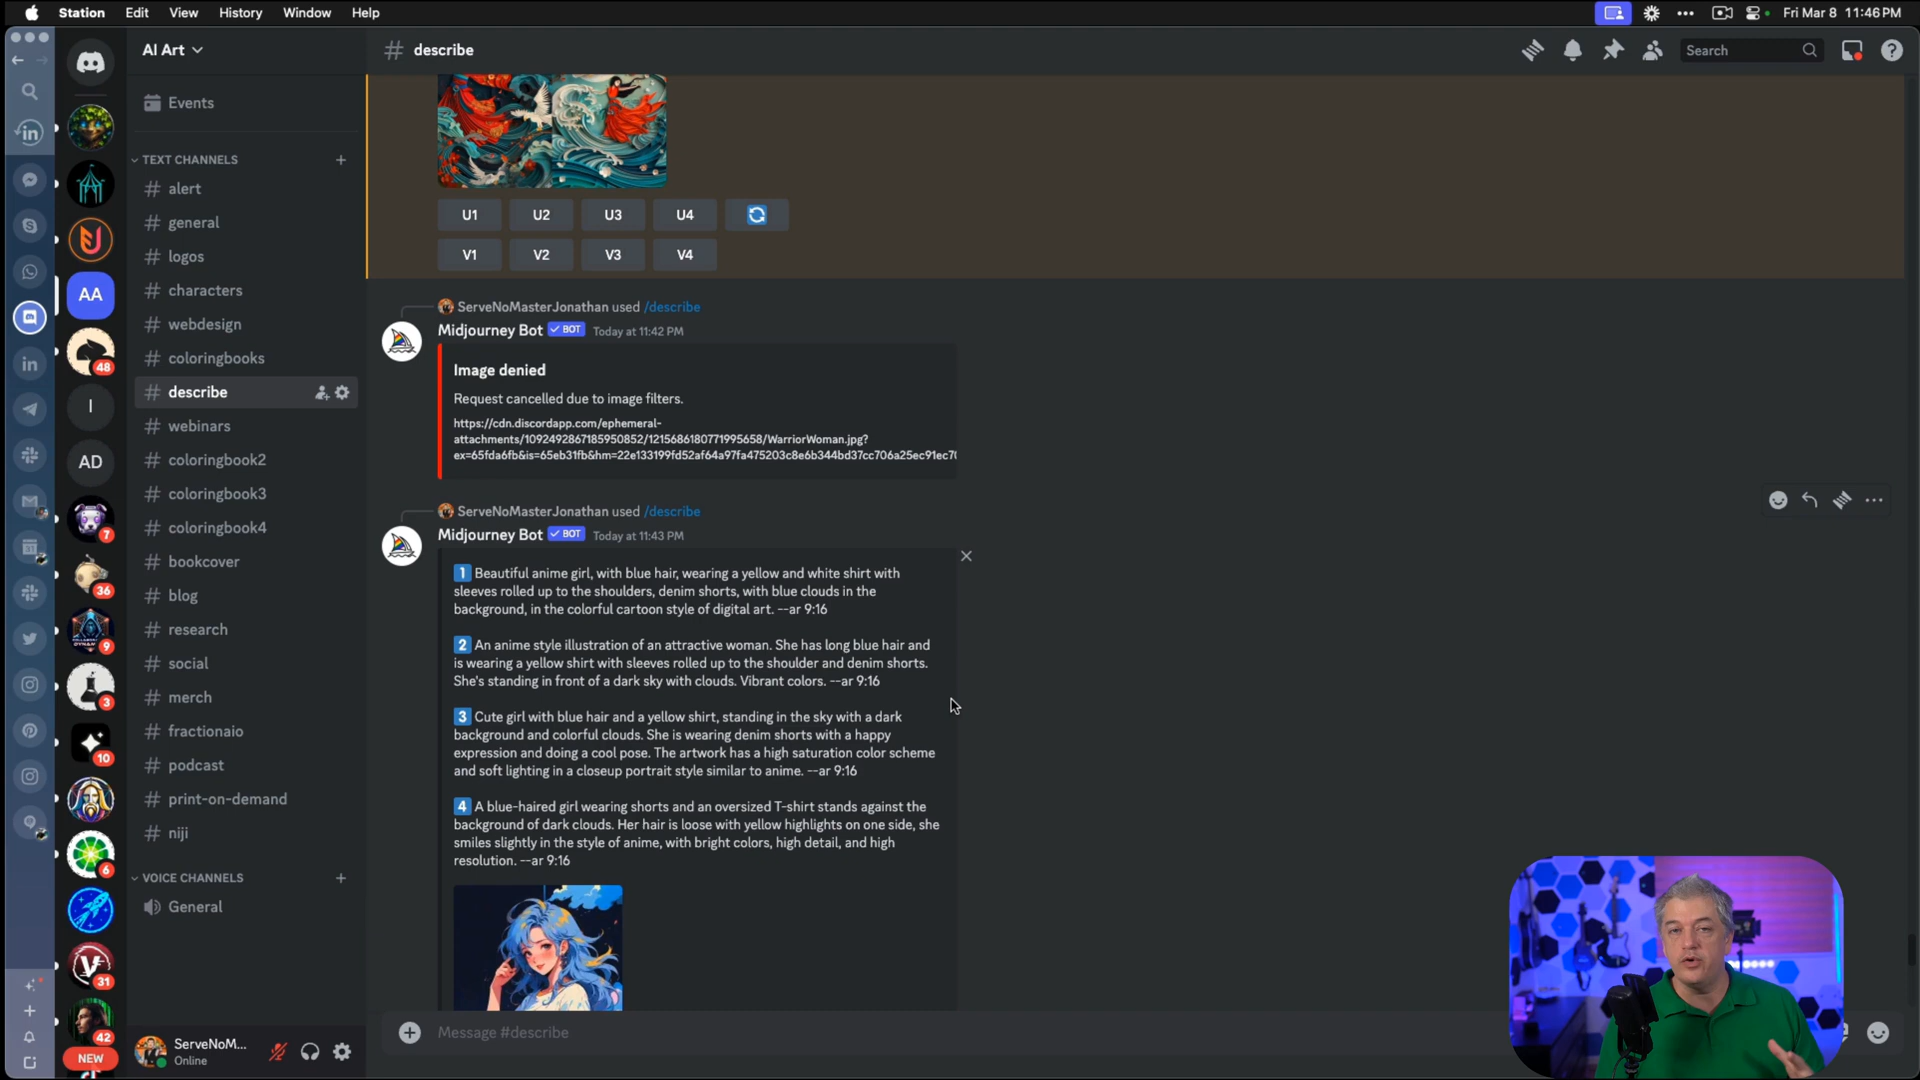 Station Edit View History Window Help
Fri Mar 8 11:46 PM
AI Art
Events
TEXT CHANNELS
alert
general
logos
characters
webdesign
coloringbooks
describe
webinars
coloringbook2
coloringbook3
coloringbook4
bookcover
blog
research
social
merch
fractionaio
podcast
print-on-demand
niji
VOICE CHANNELS
General
ServeNoM...
Online
in
in
31
AA
48
I
AD
7
36
9
3
10
6
31
42
NEW
# describe
Search
U1 U2 U3 U4
V1 V2 V3 V4
ServeNoMasterJonathan used /describe
Midjourney Bot BOT Today at 11:42 PM
Image denied
Request cancelled due to image filters.
https://cdn.discordapp.com/ephemeral-
attachments/1092492867185950852/1215686180771995658/WarriorWoman.jpg?
ex=65fda6fb&is=65eb31fb&hm=22e133199fd52af64a97fa475203c8e6b344bd37cc706a25ec91ec7(
ServeNoMasterJonathan used /describe
Midjourney Bot BOT Today at 11:43 PM
1 Beautiful anime girl, with blue hair, wearing a yellow and white shirt with
sleeves rolled up to the shoulders, denim shorts, with blue clouds in the
background, in the colorful cartoon style of digital art. --ar 9:16
2 An anime style illustration of an attractive woman. She has long blue hair and
is wearing a yellow shirt with sleeves rolled up to the shoulder and denim shorts.
She's standing in front of a dark sky with clouds. Vibrant colors. --ar 9:16
3 Cute girl with blue hair and a yellow shirt, standing in the sky with a dark
background and colorful clouds. She is wearing denim shorts with a happy
expression and doing a cool pose. The artwork has a high saturation color scheme
and soft lighting in a closeup portrait style similar to anime. --ar 9:16
4 A blue-haired girl wearing shorts and an oversized T-shirt stands against the
background of dark clouds. Her hair is loose with yellow highlights on one side, she
smiles slightly in the style of anime, with bright colors, high detail, and high
resolution. --ar 9:16
Message #describe